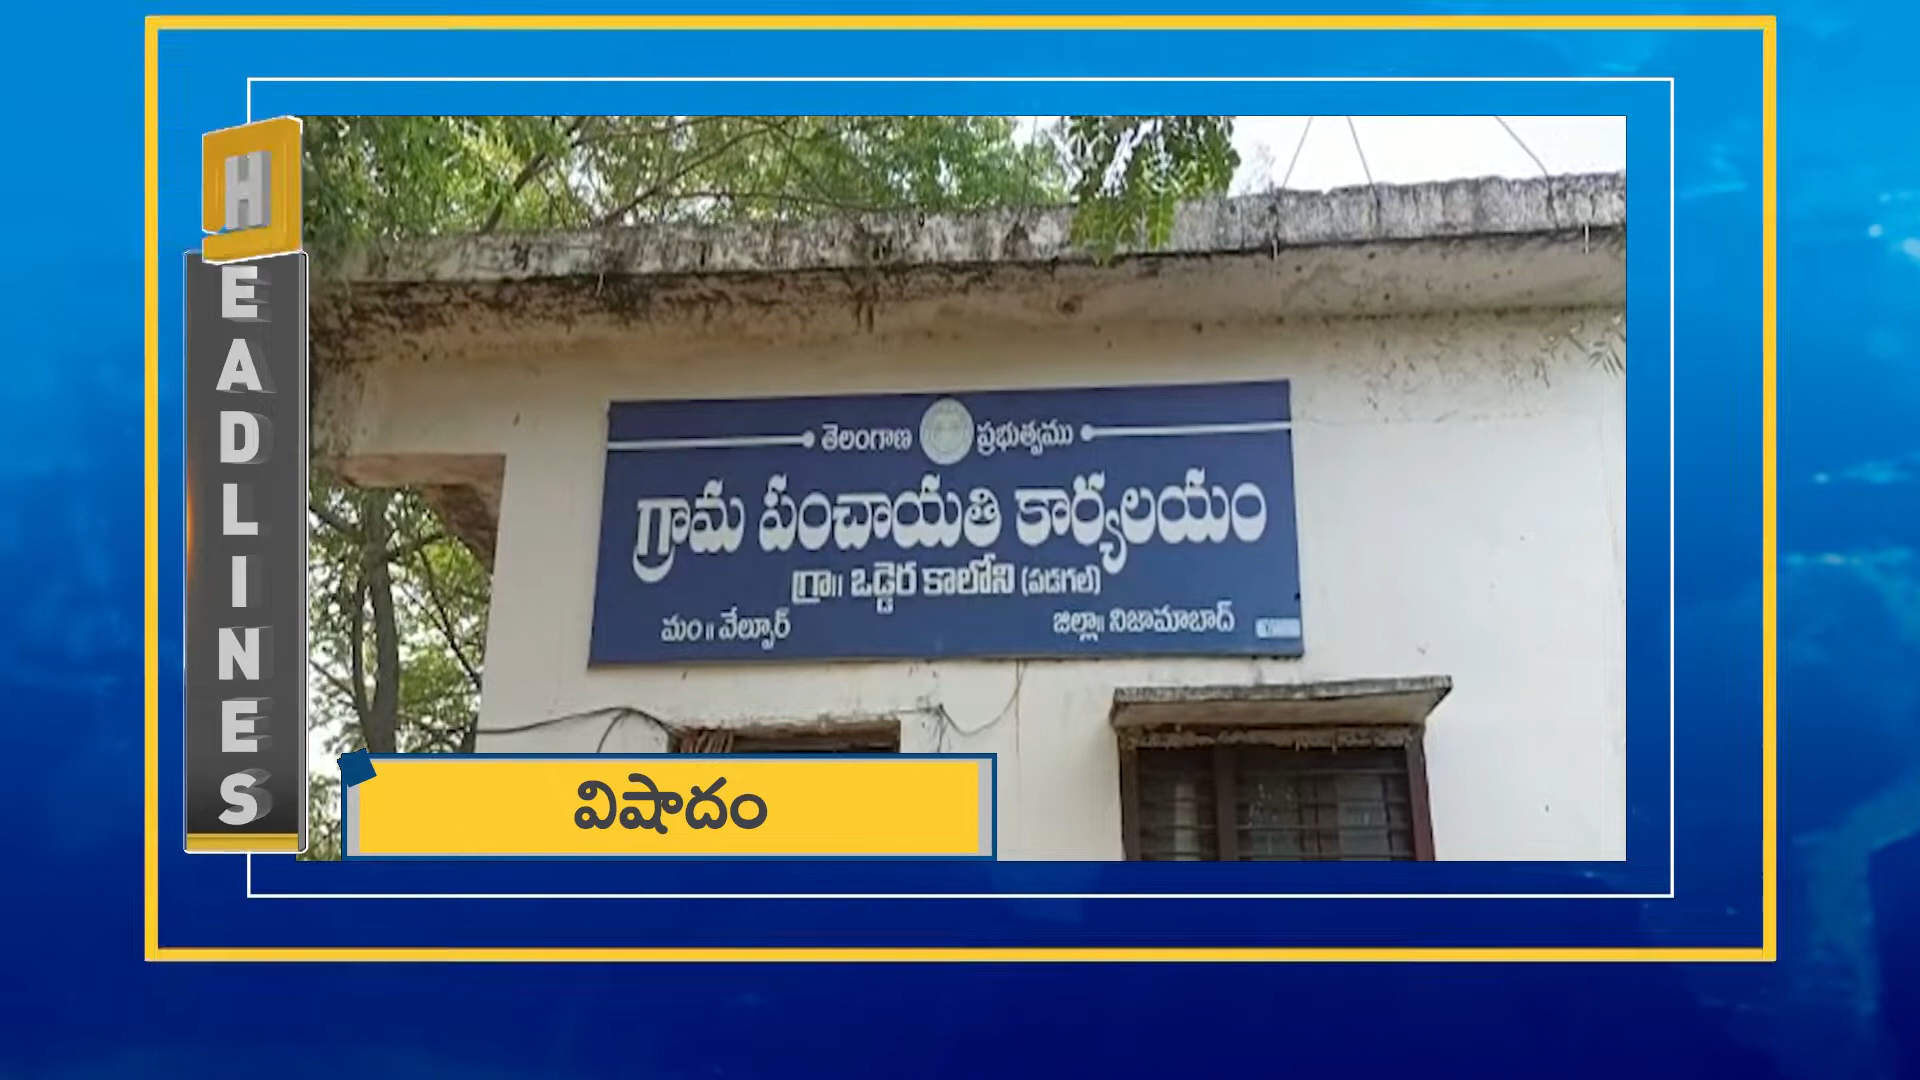 HEADLINES
తెలంగాణ ప్రభుత్వము
గ్రామ పంచాయతి కార్యలయం
గ్రా॥ ఒడ్డెర కాలోని (పడగల్)
మం॥ వేల్పూర్ జిల్లా॥ నిజామాబాద్
విషాదం